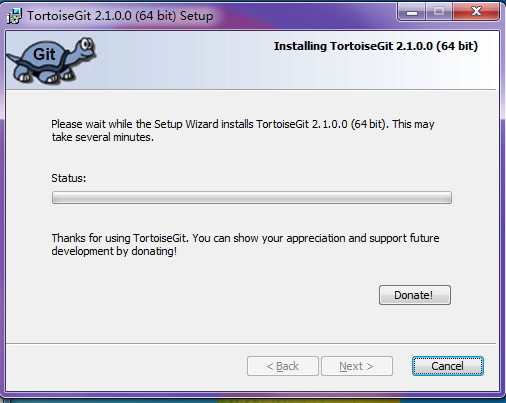 TortoiseGit 2.1.0.0 (64 bit) Setup
Git
Installing TortoiseGit 2.1.0.0 (64 bit)
Please wait while the Setup Wizard installs TortoiseGit 2.1.0.0 (64 bit). This may
take several minutes.
Status:
Thanks for using TortoiseGit. You can show your appreciation and support future
development by donating!
Donate!
< Back
Next >
Cancel